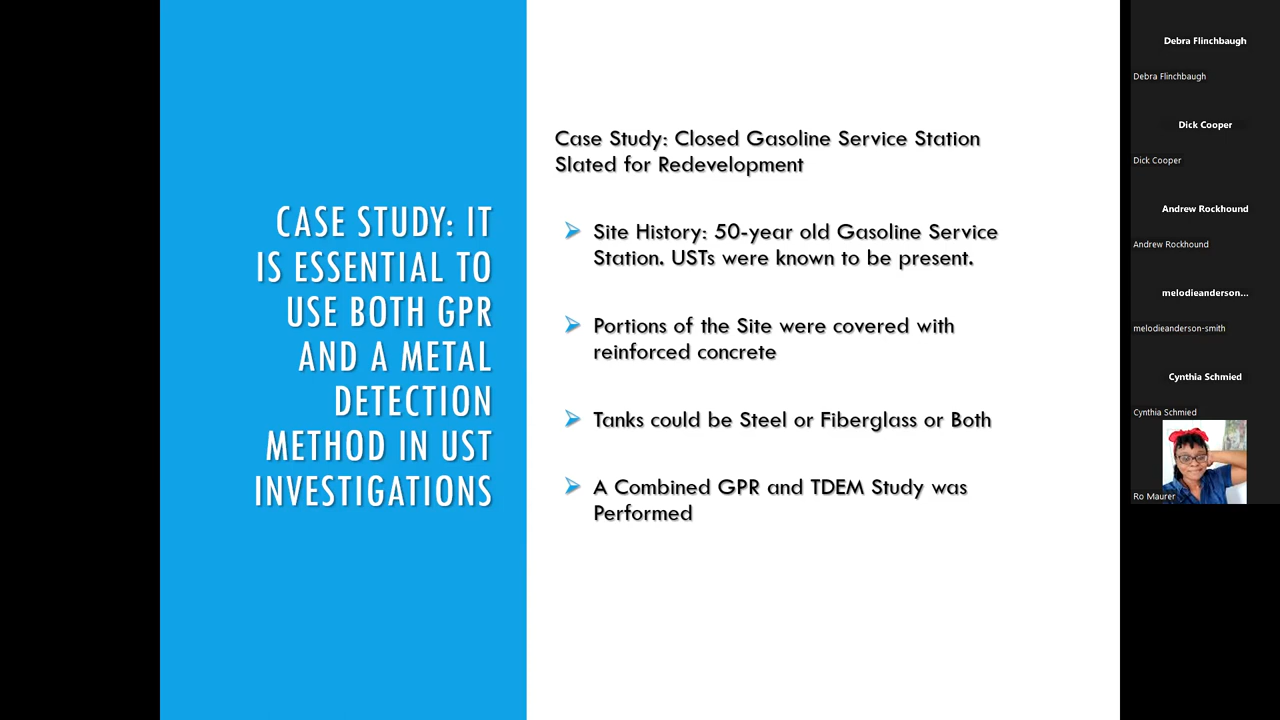 CASE STUDY: IT
IS ESSENTIAL TO
USE BOTH GPR
AND A METAL
DETECTION
METHOD IN UST
INVESTIGATIONS
Case Study: Closed Gasoline Service Station
Slated for Redevelopment
Site History: 50-year old Gasoline Service
Station. USTs were known to be present.
Portions of the Site were covered with
reinforced concrete
Tanks could be Steel or Fiberglass or Both
A Combined GPR and TDEM Study was
Performed
Debra Flinchbaugh
Debra Flinchbaugh
Dick Cooper
Dick Cooper
Andrew Rockhound
Andrew Rockhound
melodieanderson...
melodieanderson-smith
Cynthia Schmied
Cynthia Schmied
Ro Maurer